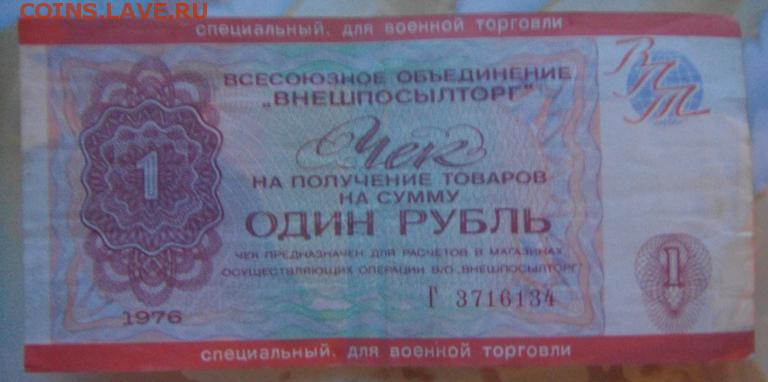 COINS.LAVE.RU
специальный. для военной торговли
ВСЕСОЮЗНОЕ ОБЪЕДИНЕНИЕ
„ВНЕШПОСЫЛТОРГ"
ВПТ
Чек
НА ПОЛУЧЕНИЕ ТОВАРОВ
НА СУММУ
ОДИН РУБЛЬ
1
ЧЕК ПРЕДНАЗНАЧЕН ДЛЯ РАСЧЕТОВ В МАГАЗИНАХ
ОСУЩЕСТВЛЯЮЩИХ ОПЕРАЦИИ В/О „ВНЕШПОСЫЛТОРГ"
1
Г 3716134
1976
специальный. для военной торговли